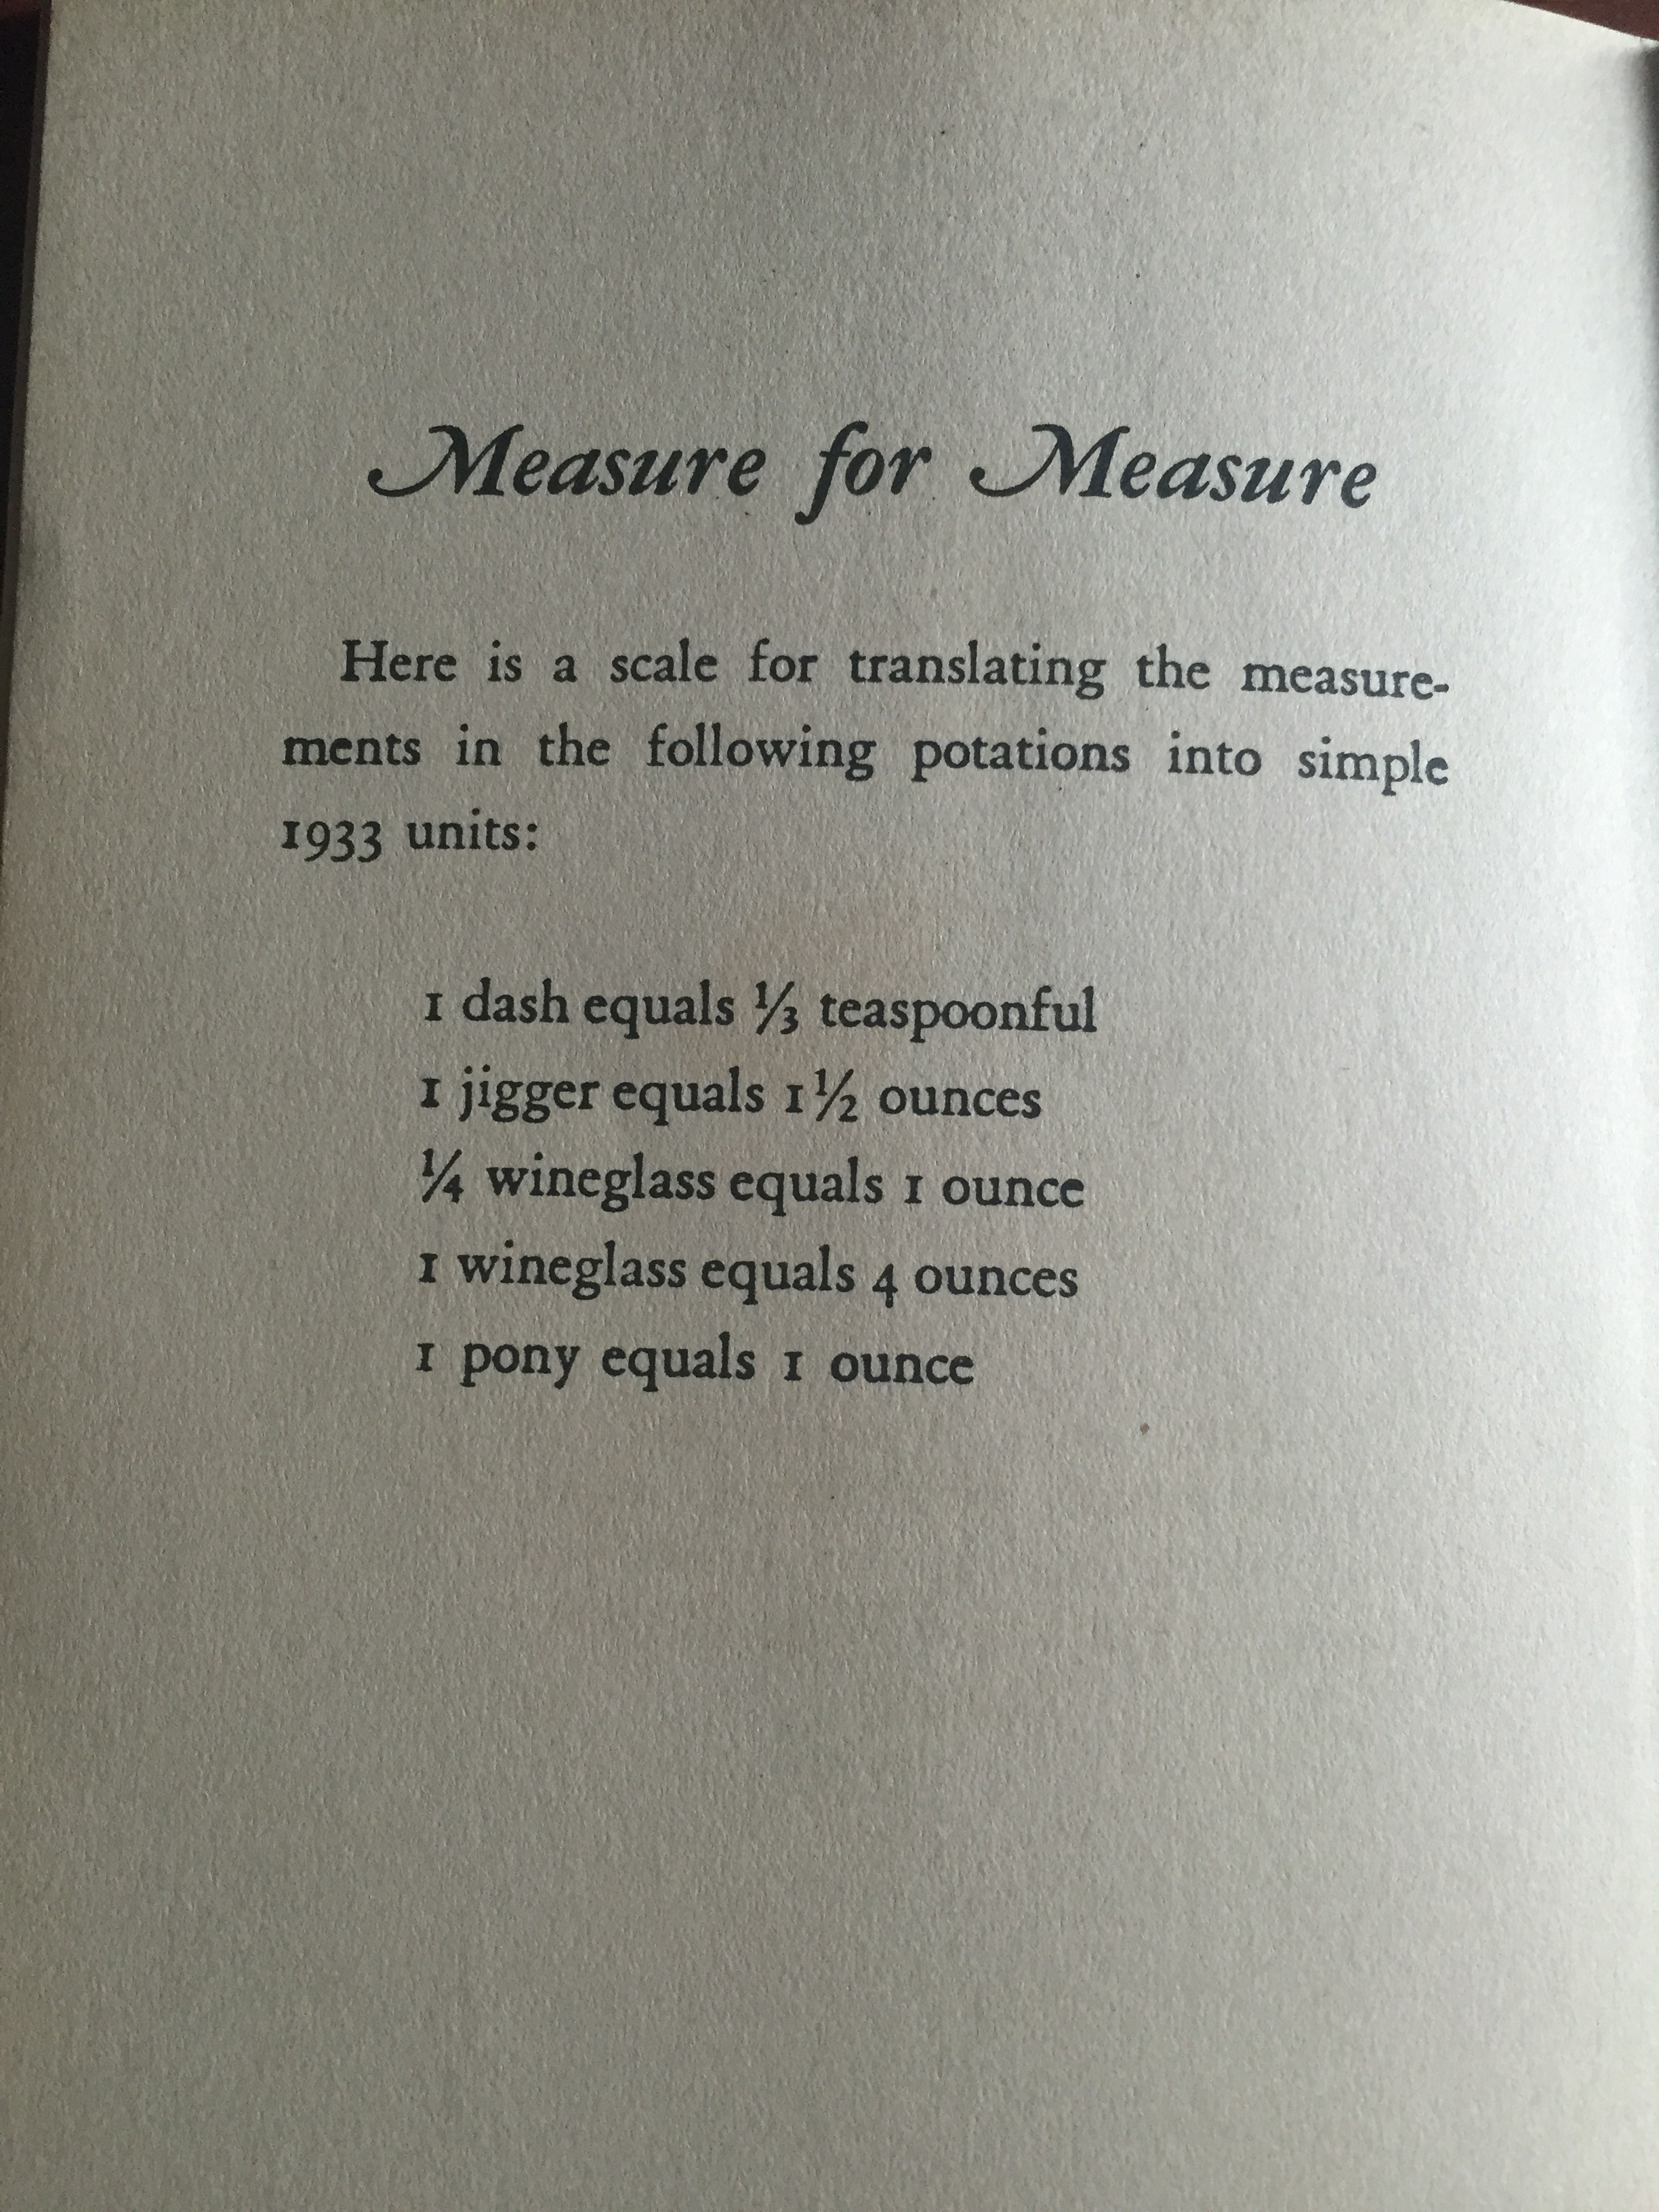 Measure for Measure
Here is a scale for translating the measure-
ments in the following potations into simple
1933 units:
1 dash equals ⅓ teaspoonful
1 jigger equals 1½ ounces
¼ wineglass equals 1 ounce
1 wineglass equals 4 ounces
1 pony equals 1 ounce